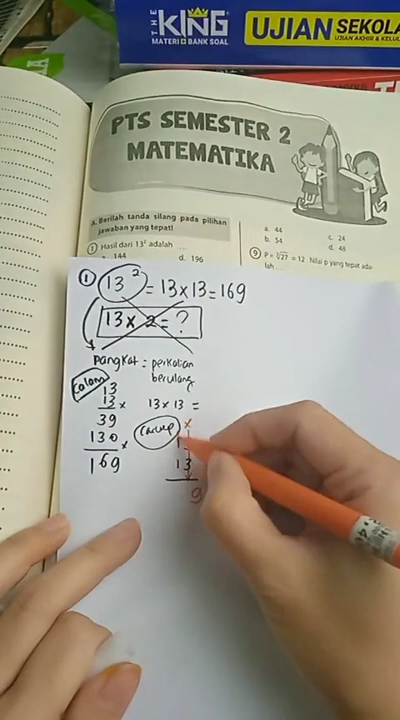 THE KING
MATERI BANK SOAL
UJIAN SEKOLA
UJIAN AKHIR & KELU
PTS SEMESTER 2
MATEMATIKA
A. Berilah tanda silang pada pilihan
jawaban yang tepat!
1 Hasil dari 13² adalah ....
144
d. 196
a. 44
b. 54
c. 24
d. 48
9 p = ∛27 = 12. Nilai p yang tepat ada-
lah
1 13² = 13 x 13 = 169
13 x 2 = ?
pangkat = perkalian
berulang
13
13 x
39
130
169
13 x 13 =
x
13
9